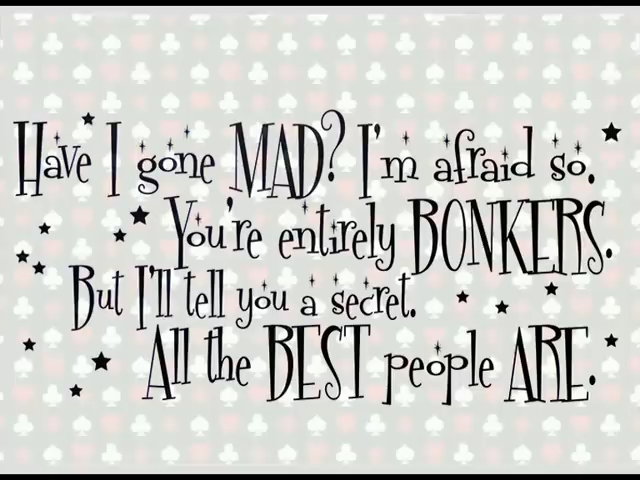 Have I gone MAD? I'm afraid so.
You're entirely BONKERS.
But I'll tell you a secret.
All the BEST people ARE.